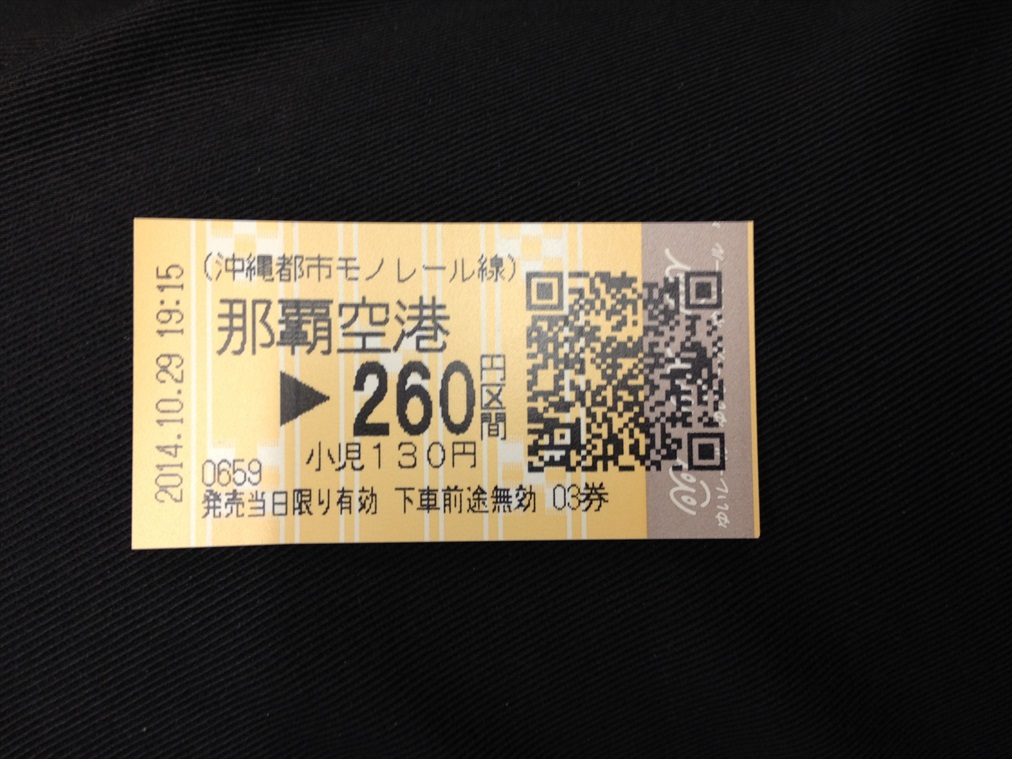 (沖縄都市モノレール線)
那覇空港
▶260円区間
小児130円
0659
発売当日限り有効 下車前途無効 03券
2014.10.29 19:15